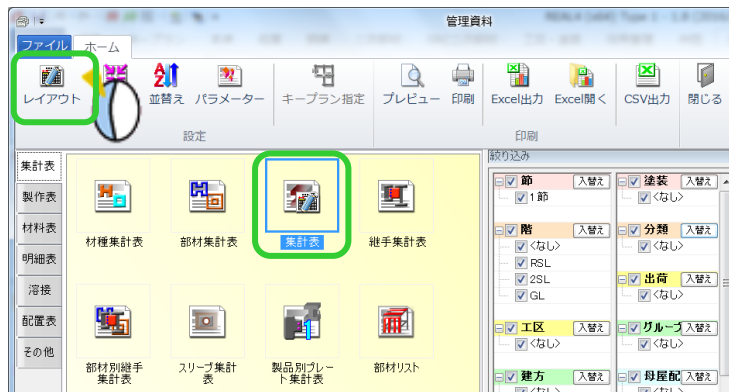 管理資料
ファイル
ホーム
レイアウト
並替え
パラメーター
キープラン指定
プレビュー
印刷
Excel出力
Excel開く
CSV出力
閉じる
設定
印刷
集計表
製作表
材料表
明細表
溶接
配置表
その他
材種集計表
部材集計表
集計表
継手集計表
部材別継手
集計表
スリーブ集計
表
製品別プレー
ト集計表
部材リスト
絞り込み
節 入替え
1節
階 入替え
<なし>
RSL
2SL
GL
工区 入替え
<なし>
建方 入替え
塗装 入替え
<なし>
分類 入替え
<なし>
出荷 入替え
<なし>
グループ 入替え
<なし>
母屋配 入替え